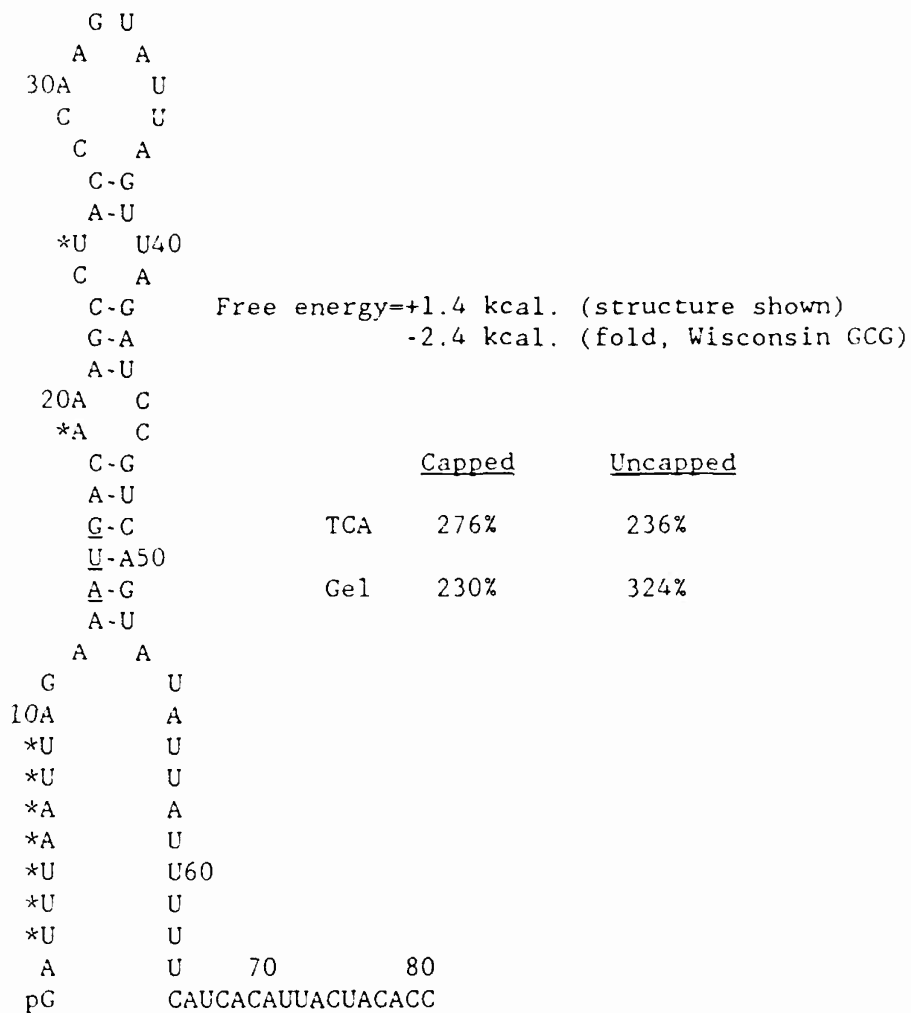 G U
A A
30A U
C U
C A
C-G
A-U
*U U40
C A
C-G Free energy=+1.4 kcal. (structure shown)
G-A -2.4 kcal. (fold, Wisconsin GCG)
A-U
20A C
*A C
C-G Capped Uncapped
A-U
G-C TCA 276% 236%
U-A50
A-G Gel 230% 324%
A-U
A A
G U
10A A
*U U
*U U
*A A
*A U
*U U60
*U U
*U U
A U 70 80
pG CAUCACAUUACUACACC